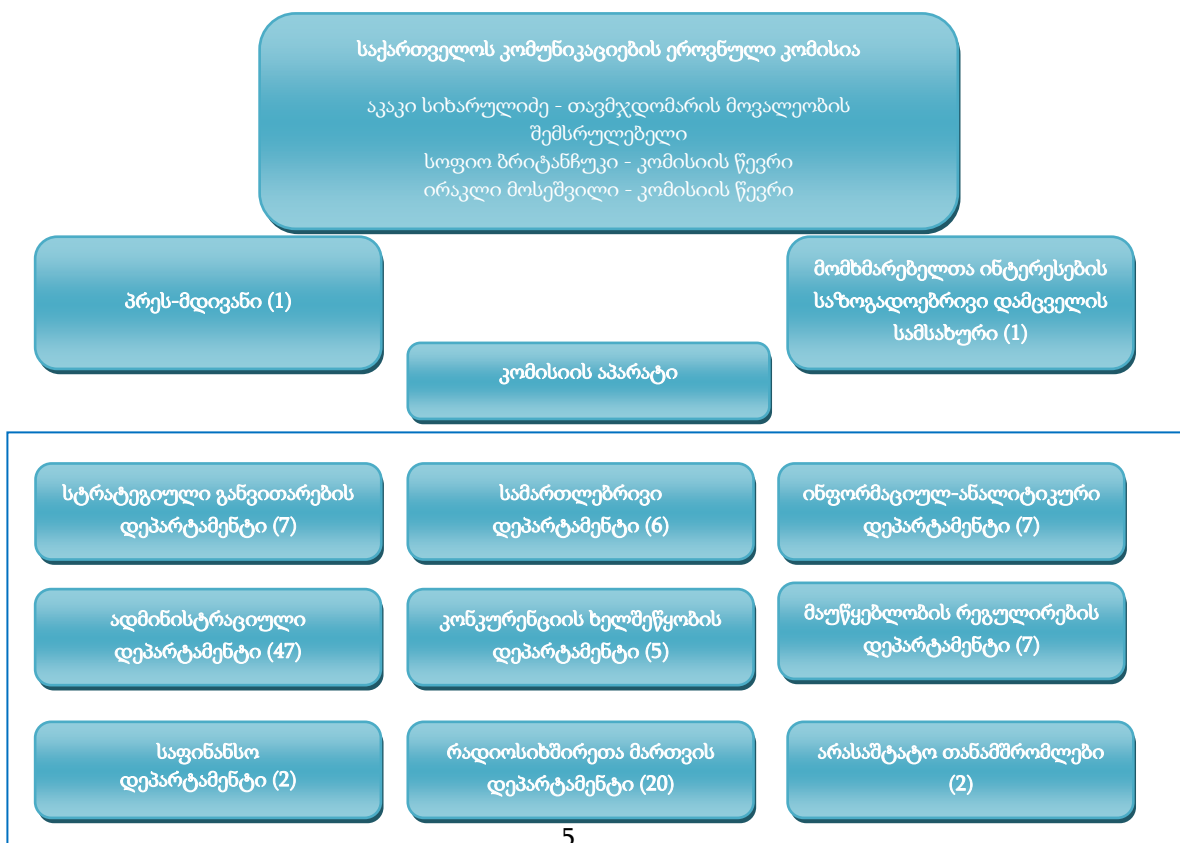 საქართველოს კომუნიკაციების ეროვნული კომისია
აკაკი სიხარულიძე - თავმჯდომარის მოვალეობის
შემსრულებელი
სოფიო ბრიტანჩუკი - კომისიის წევრი
ირაკლი მოსეშვილი - კომისიის წევრი
პრეს-მდივანი (1)
მომხმარებელთა ინტერესების
საზოგადოებრივი დამცველის
სამსახური (1)
კომისიის აპარატი
სტრატეგიული განვითარების
დეპარტამენტი (7)
სამართლებრივი
დეპარტამენტი (6)
ინფორმაციულ-ანალიტიკური
დეპარტამენტი (7)
ადმინისტრაციული
დეპარტამენტი (47)
კონკურენციის ხელშეწყობის
დეპარტამენტი (5)
მაუწყებლობის რეგულირების
დეპარტამენტი (7)
საფინანსო
დეპარტამენტი (2)
რადიოსიხშირეთა მართვის
დეპარტამენტი (20)
არასაშტატო თანამშრომლები
(2)
5